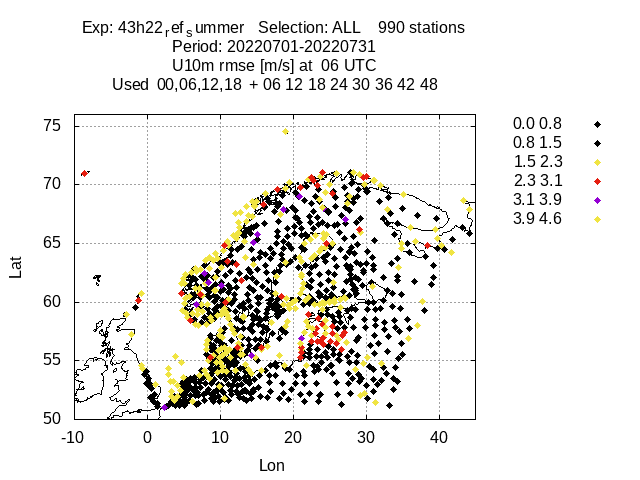 Exp: 43h22refsummer Selection: ALL 990 stations
Period: 20220701-20220731
U10m rmse [m/s] at 06 UTC
Used 00,06,12,18 + 06 12 18 24 30 36 42 48
0.0 0.8
0.8 1.5
1.5 2.3
2.3 3.1
3.1 3.9
3.9 4.6
75
70
65
60
55
50
Lat
-10 0 10 20 30 40
Lon